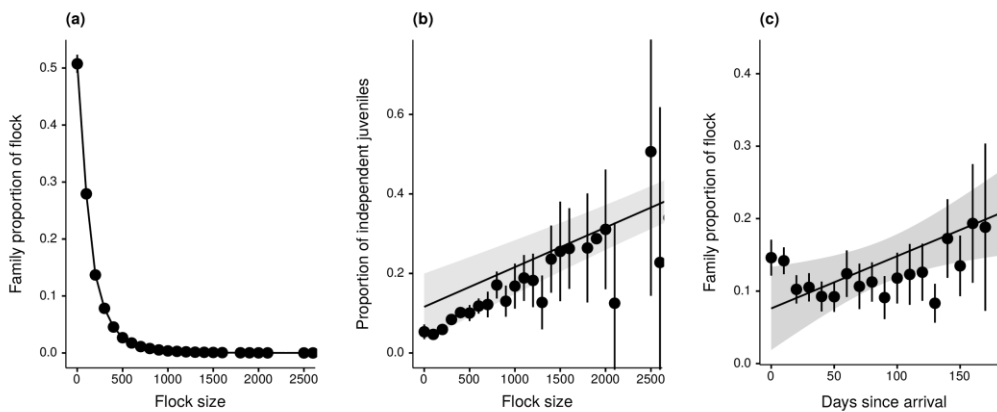 (a)
Family proportion of flock
0.5
0.4
0.3
0.2
0.1
0.0
0 500 1000 1500 2000 2500
Flock size
(b)
Proportion of independent juveniles
0.6
0.4
0.2
0.0
0 500 1000 1500 2000 2500
Flock size
(c)
Family proportion of flock
0.4
0.3
0.2
0.1
0.0
0 50 100 150
Days since arrival